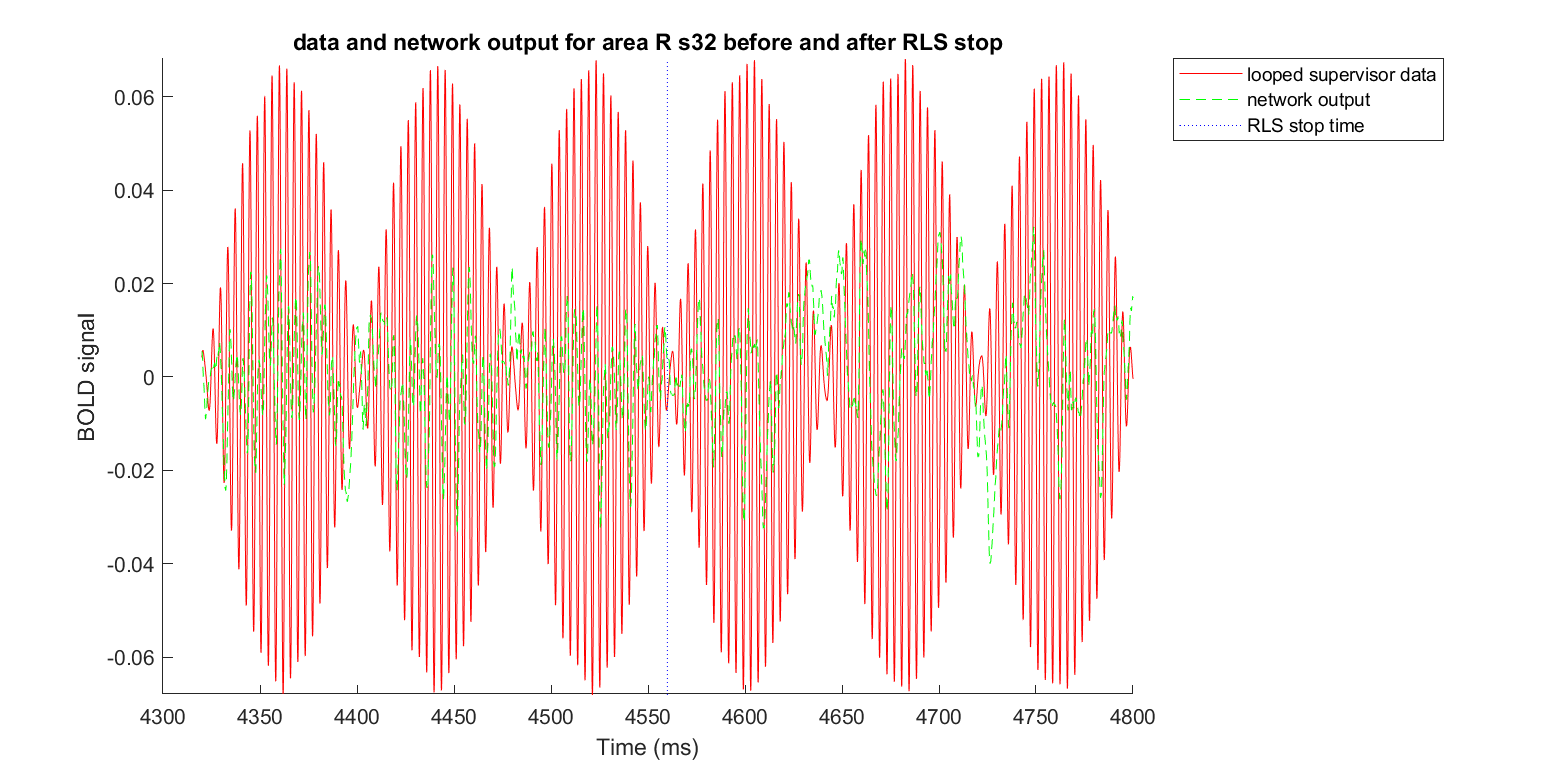 data and network output for area R s32 before and after RLS stop
looped supervisor data
network output
RLS stop time
BOLD signal
0.06
0.04
0.02
0
-0.02
-0.04
-0.06
4300 4350 4400 4450 4500 4550 4600 4650 4700 4750 4800
Time (ms)